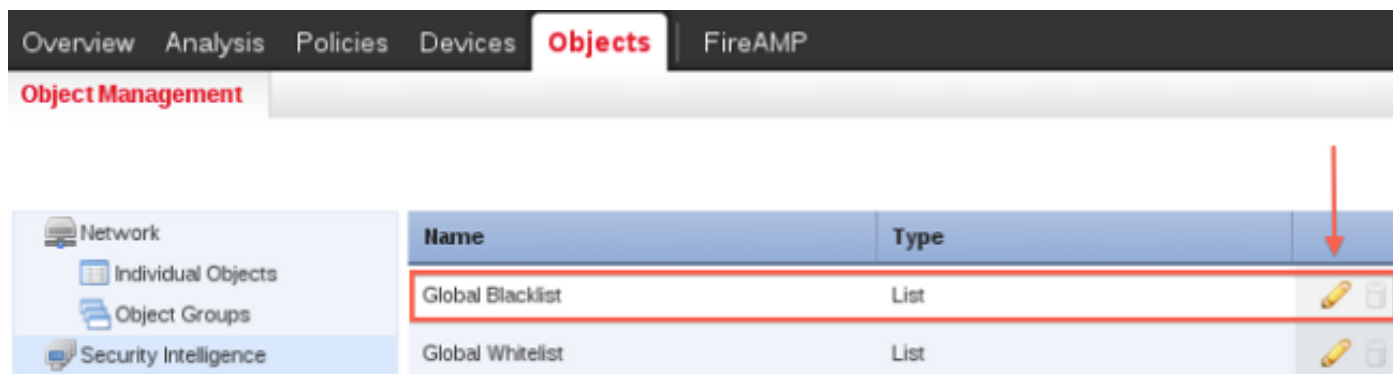 Overview Analysis Policies Devices Objects FireAMP
Object Management
Network
Individual Objects
Object Groups
Security Intelligence
Name Type
Global Blacklist List
Global Whitelist List